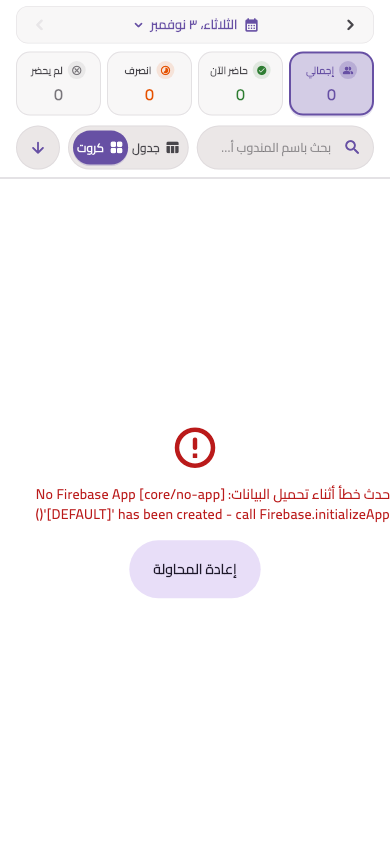 الثلاثاء، ٣ نوفمبر
إجمالي
0
حاضر الآن
0
انصرف
0
لم يحضر
0
بحث باسم المندوب أ...
جدول
كروت
حدث خطأ أثناء تحميل البيانات: [core/no-app] No Firebase App
'[DEFAULT]' has been created - call Firebase.initializeApp()
إعادة المحاولة